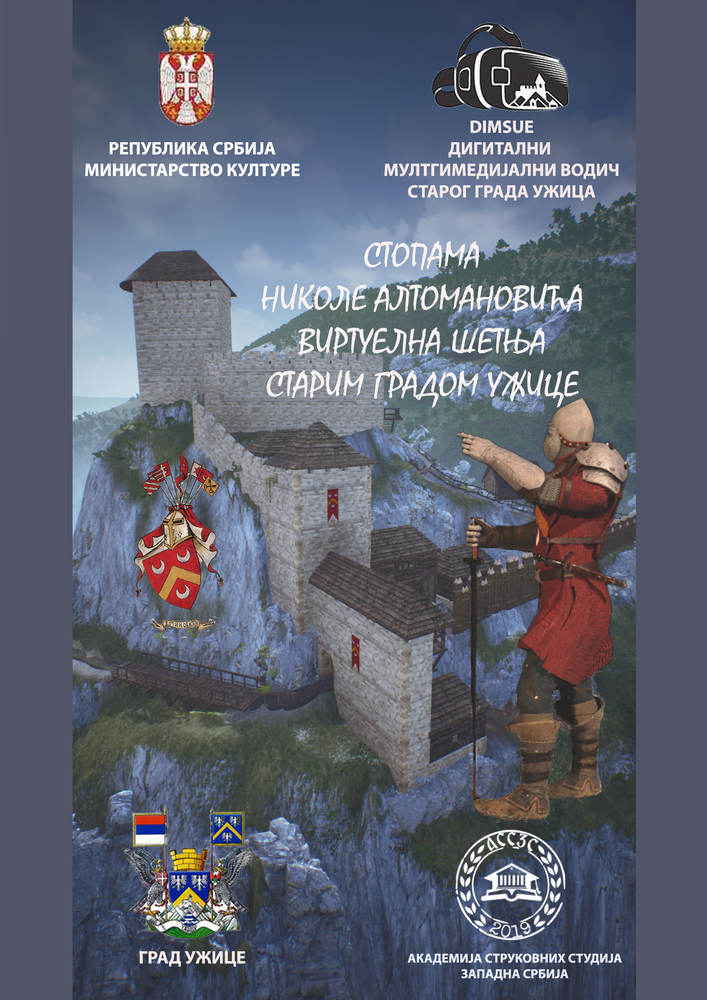 РЕПУБЛИКА СРБИЈА
МИНИСТАРСТВО КУЛТУРЕ
DIMSUE
ДИГИТАЛНИ
МУЛТГИМЕДИЈАЛНИ ВОДИЧ
СТАРОГ ГРАДА УЖИЦА
СТОПАМА
НИКОЛЕ АЛТОМАНОВИЋА
ВИРТУЕЛНА ШЕТЊА
СТАРИМ ГРАДОМ УЖИЦЕ
ГРАД УЖИЦЕ
АССЗС
2019
АКАДЕМИЈА СТРУКОВНИХ СТУДИЈА
ЗАПАДНА СРБИЈА